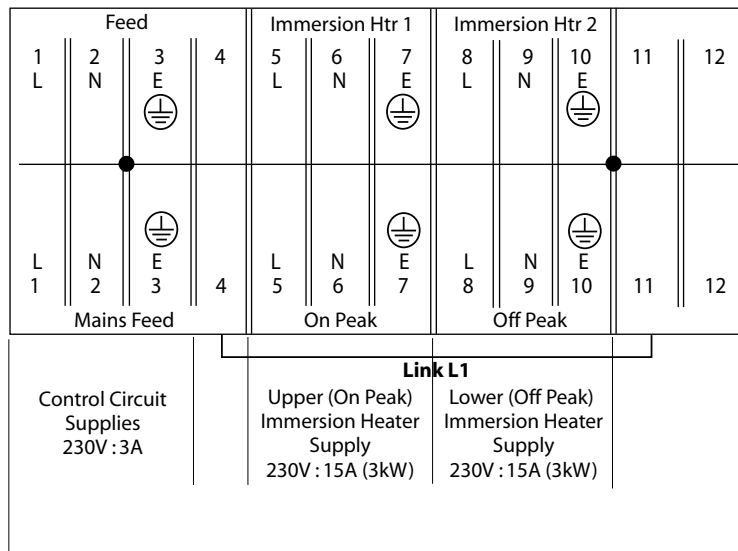 Feed Immersion Htr 1 Immersion Htr 2
1 2 3 4 5 6 7 8 9 10 11 12
L N E L N E L N E
L N E L N E L N E
1 2 3 4 5 6 7 8 9 10 11 12
Mains Feed On Peak Off Peak
Link L1
Control Circuit
Supplies
230V : 3A
Upper (On Peak)
Immersion Heater
Supply
230V : 15A (3kW)
Lower (Off Peak)
Immersion Heater
Supply
230V : 15A (3kW)